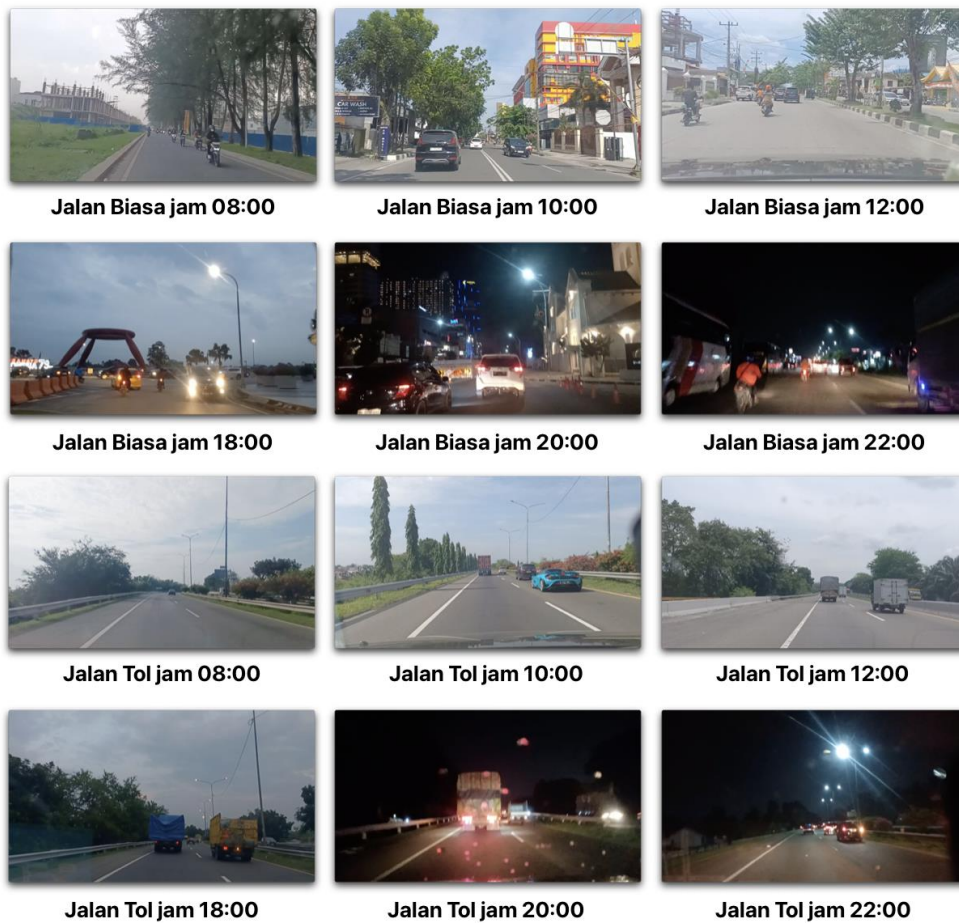 CAR WASH
Jalan Biasa jam 08:00
Jalan Biasa jam 10:00
Jalan Biasa jam 12:00
Jalan Biasa jam 18:00
Jalan Biasa jam 20:00
Jalan Biasa jam 22:00
Jalan Tol jam 08:00
Jalan Tol jam 10:00
Jalan Tol jam 12:00
Jalan Tol jam 18:00
Jalan Tol jam 20:00
Jalan Tol jam 22:00